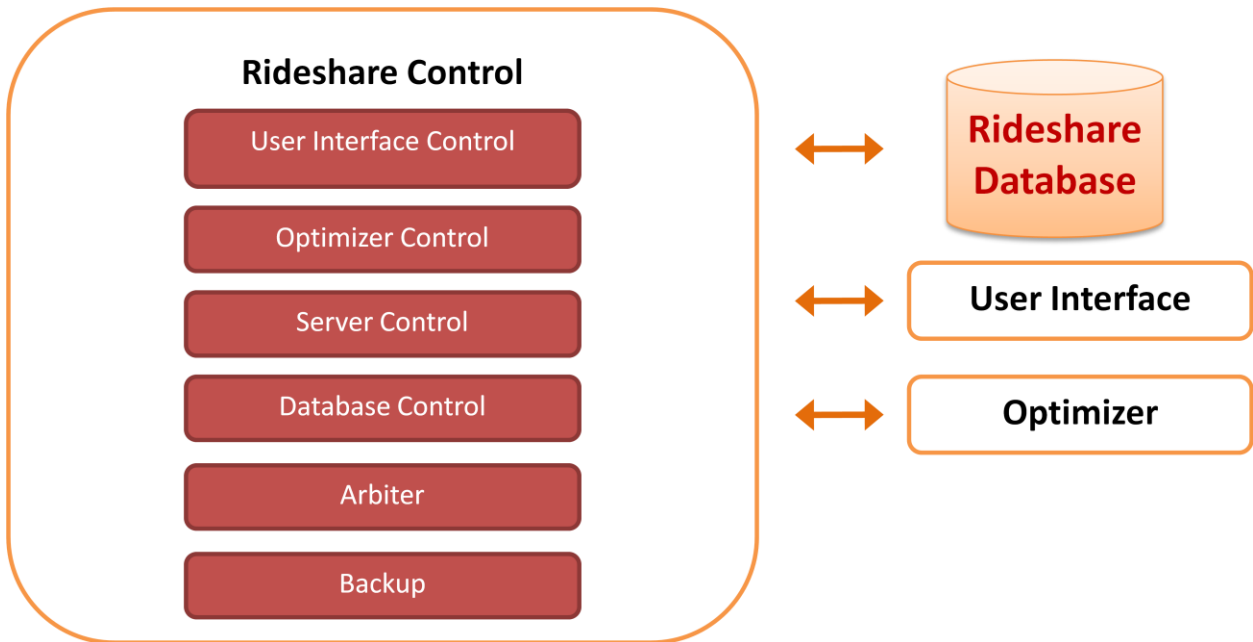 Rideshare Control
User Interface Control
Optimizer Control
Server Control
Database Control
Arbiter
Backup
Rideshare
Database
User Interface
Optimizer